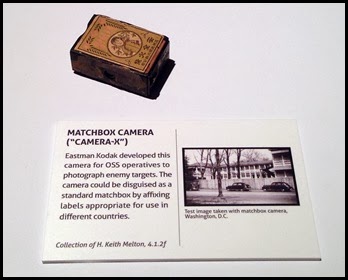 MATCHBOX CAMERA
("CAMERA-X")
Eastman Kodak developed this
camera for OSS operatives to
photograph enemy targets. The
camera could be disguised as a
standard matchbox by affixing
labels appropriate for use in
different countries.
Test image taken with matchbox camera,
Washington, D.C.
Collection of H. Keith Melton, 4.1.2f